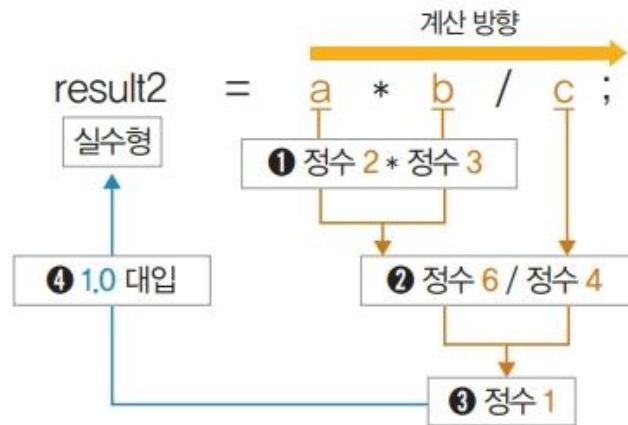 계산 방향
result2 = a * b / c ;
실수형
❶ 정수 2 * 정수 3
❹ 1.0 대입
❷ 정수 6 / 정수 4
❸ 정수 1